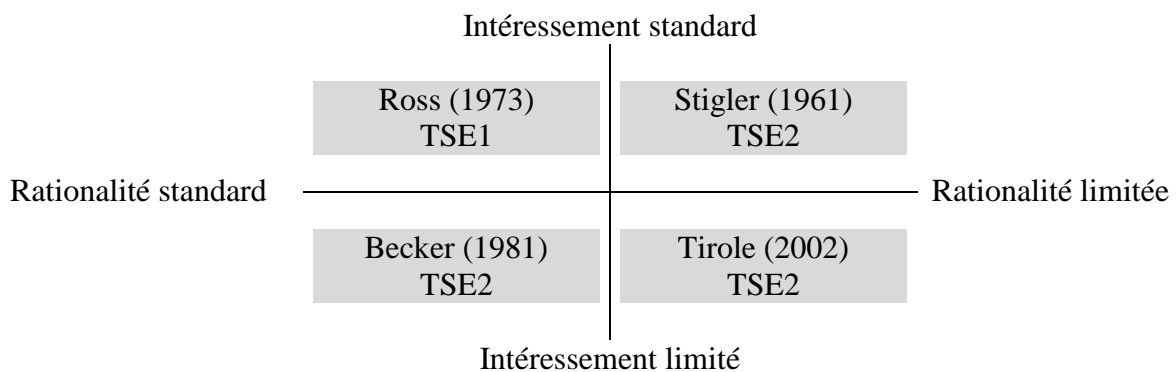 Intéressement standard
Ross (1973)
TSE1
Stigler (1961)
TSE2
Rationalité standard
Rationalité limitée
Becker (1981)
TSE2
Tirole (2002)
TSE2
Intéressement limité